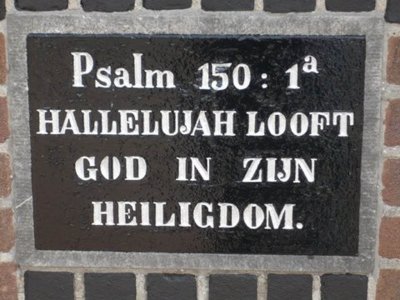 Psalm 150 : 1a
HALLELUJAH LOOFT
GOD IN ZIJN
HEILIGDOM.